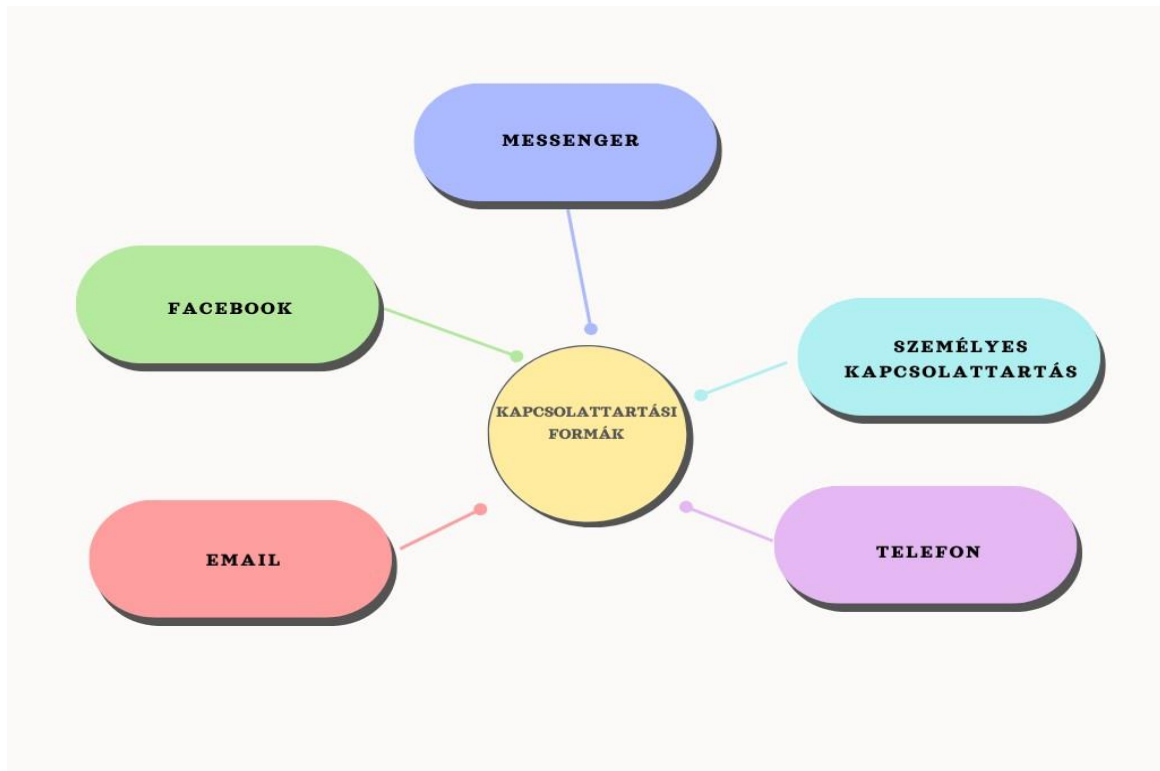 MESSENGER
FACEBOOK
SZEMÉLYES
KAPCSOLATTARTÁS
KAPCSOLATTARTÁSI
FORMÁK
EMAIL
TELEFON